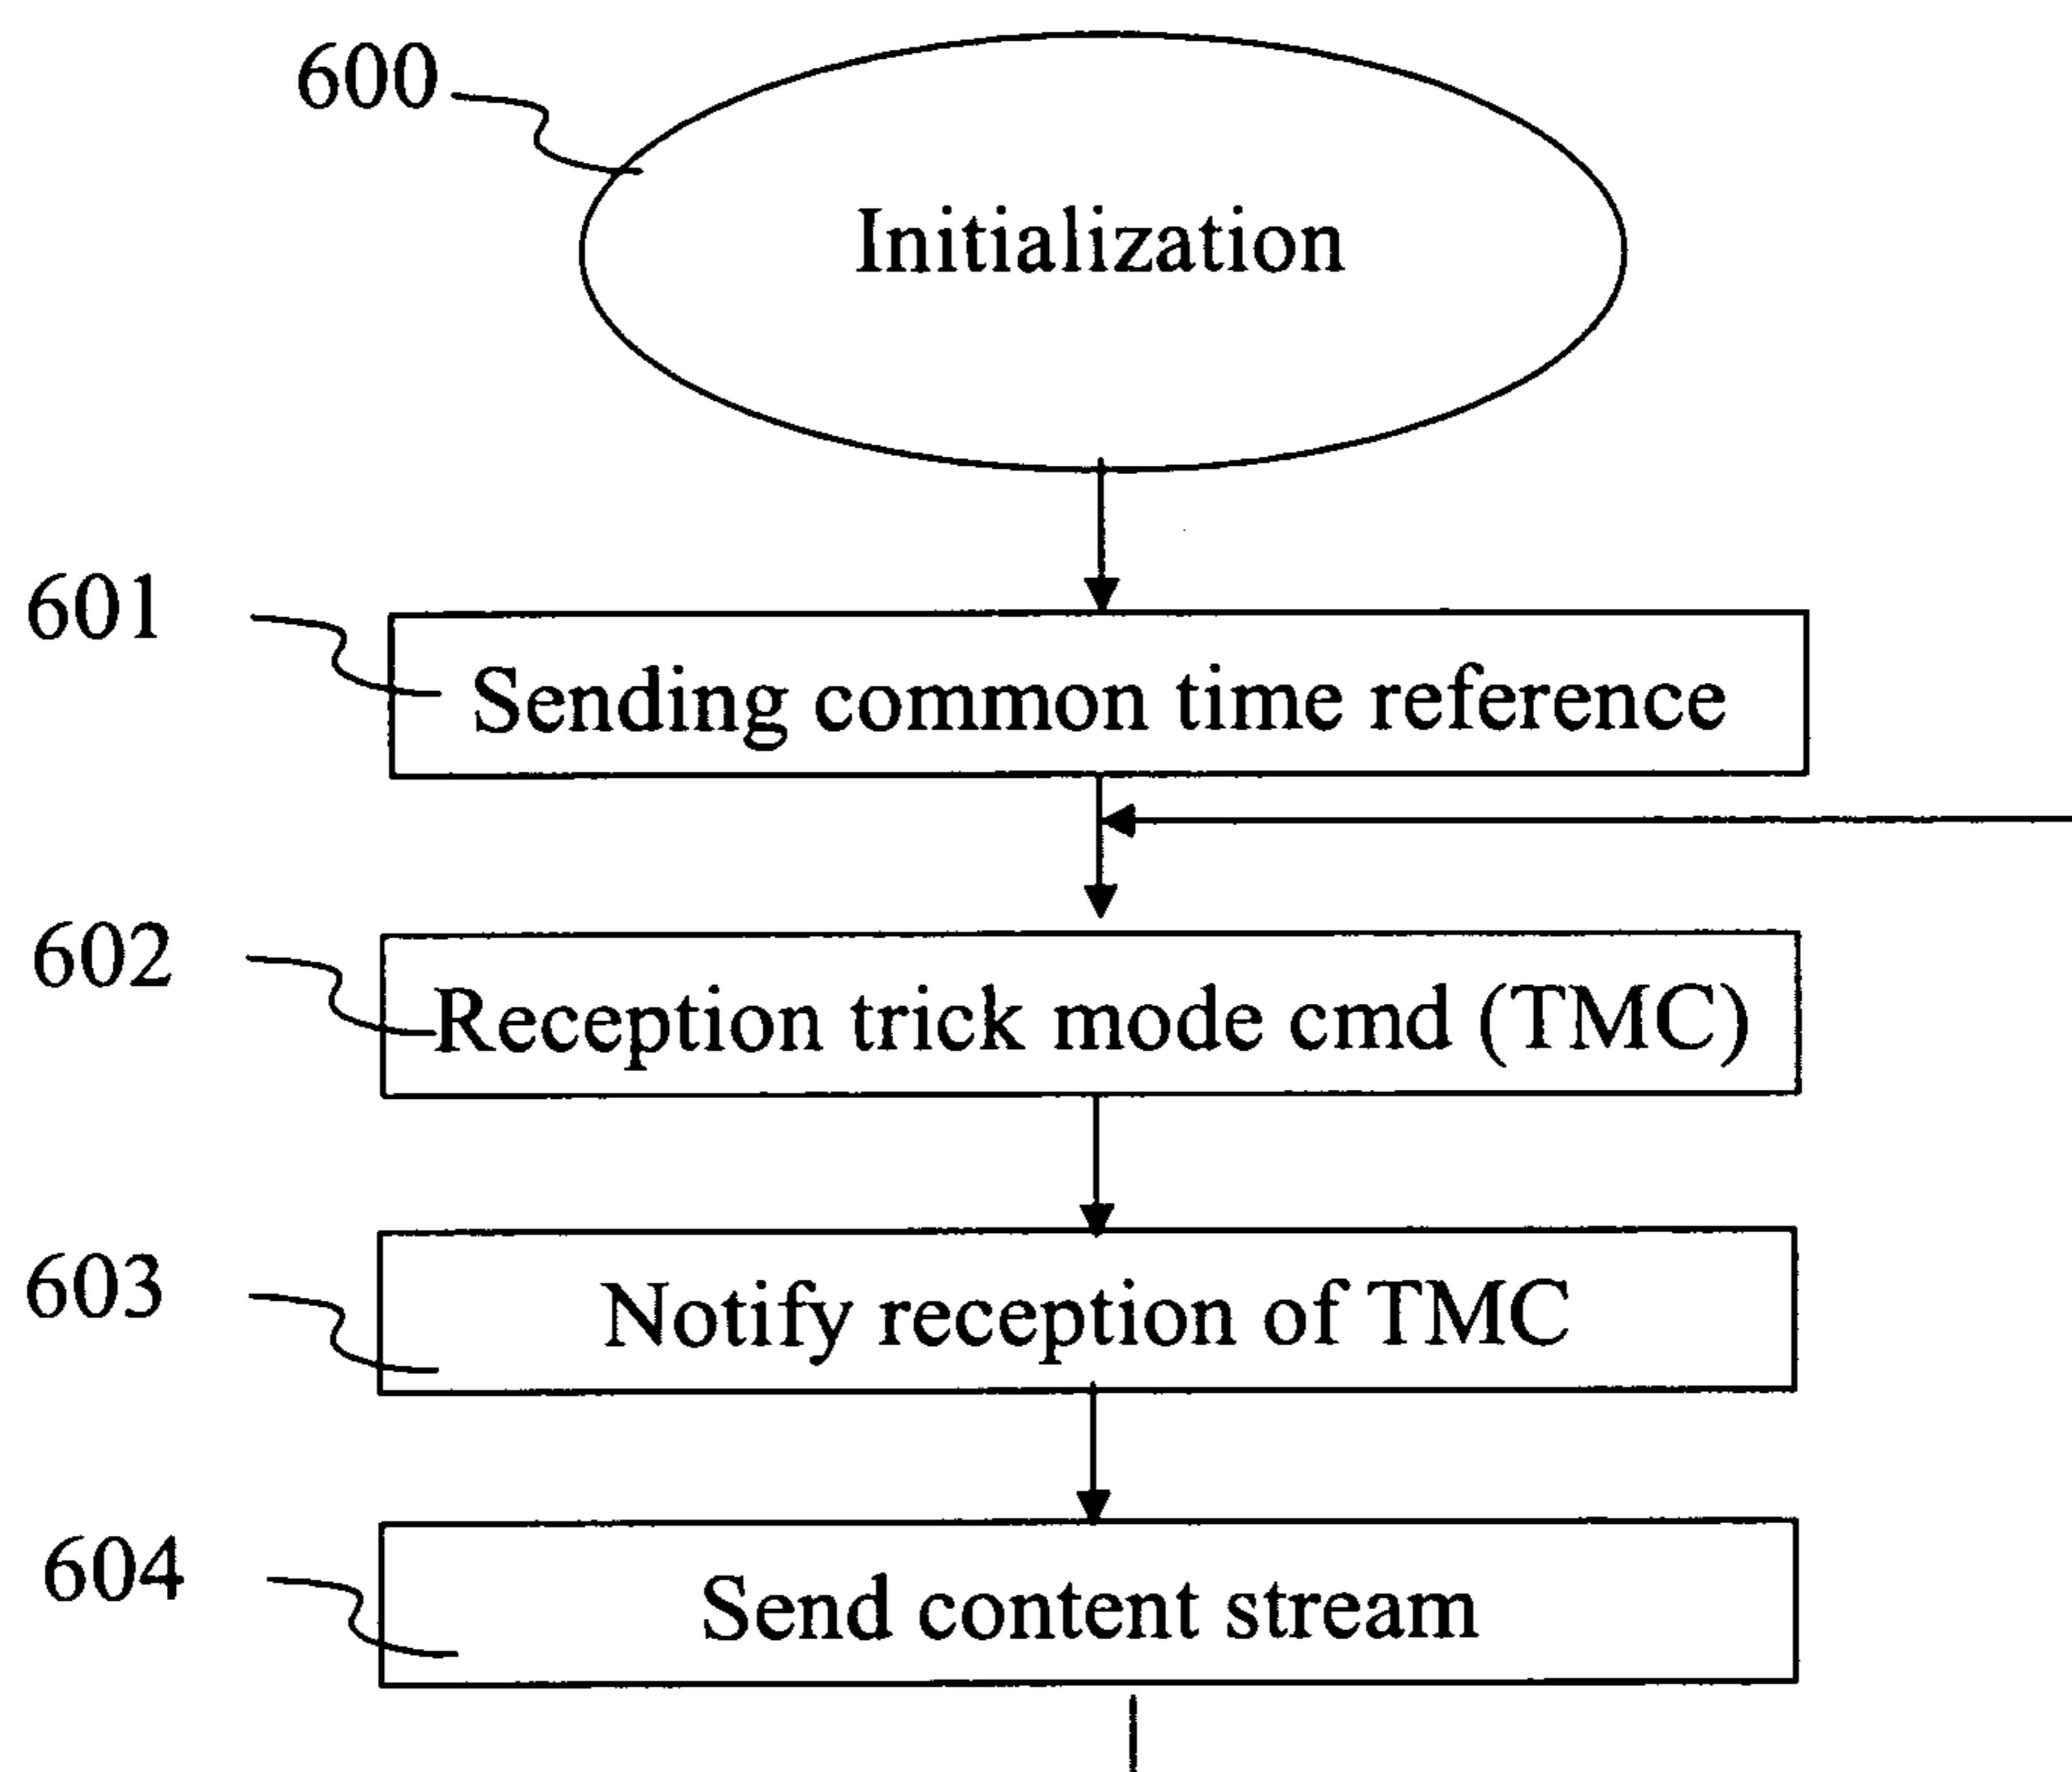 600
Initialization
601
Sending common time reference
602
Reception trick mode cmd (TMC)
603
Notify reception of TMC
604
Send content stream